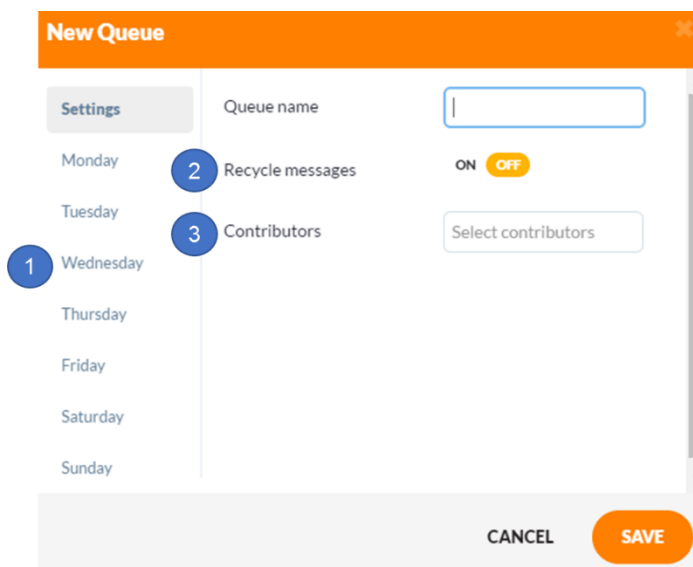 New Queue
Settings
Queue name
Monday
2
Recycle messages
ON OFF
Tuesday
3
Contributors
Select contributors
1
Wednesday
Thursday
Friday
Saturday
Sunday
CANCEL
SAVE